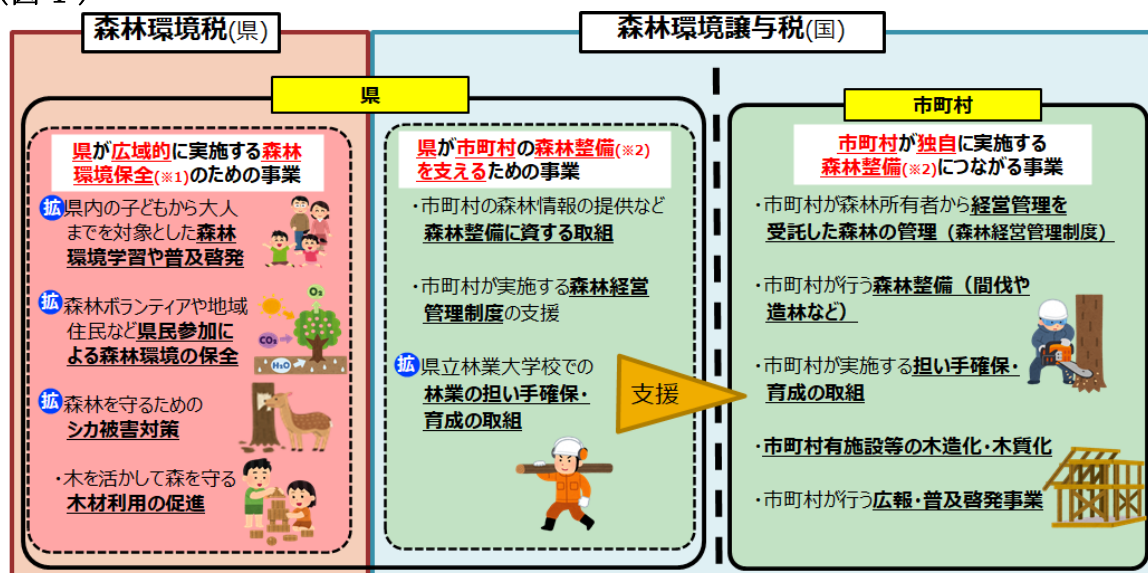 (図1)
森林環境税(県)
森林環境譲与税(国)
県
市町村
県が広域的に実施する森林
環境保全(※1)のための事業
拡 県内の子どもから大人
までを対象とした森林
環境学習や普及啓発
拡 森林ボランティアや地域
住民など県民参加に
よる森林環境の保全
O₂
CO₂
H₂O
拡 森林を守るための
シカ被害対策
・木を活かして森を守る
木材利用の促進
県が市町村の森林整備(※2)
を支えるための事業
・市町村の森林情報の提供など
森林整備に資する取組
・市町村が実施する森林経営
管理制度の支援
拡 県立林業大学校での
林業の担い手確保・
育成の取組
支援
市町村が独自に実施する
森林整備(※2)につながる事業
・市町村が森林所有者から経営管理を
受託した森林の管理（森林経営管理制度）
・市町村が行う森林整備（間伐や
造林など）
・市町村が実施する担い手確保・
育成の取組
・市町村有施設等の木造化・木質化
・市町村が行う広報・普及啓発事業